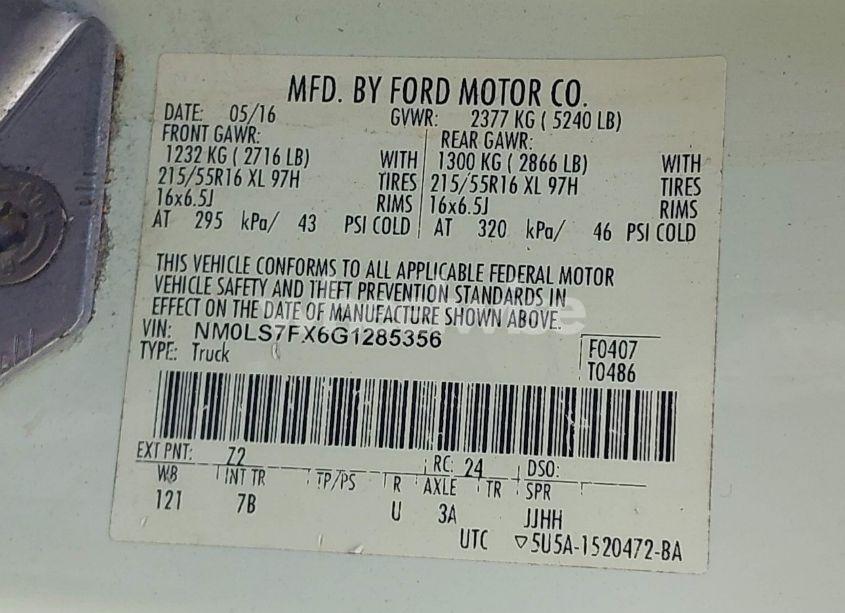 MFD. BY FORD MOTOR CO.
DATE: 05/16 GVWR: 2377 KG ( 5240 LB)
FRONT GAWR: REAR GAWR:
1232 KG ( 2716 LB) WITH 1300 KG ( 2866 LB) WITH
215/55R16 XL 97H TIRES 215/55R16 XL 97H TIRES
16x6.5J RIMS 16x6.5J RIMS
AT 295 kPa/ 43 PSI COLD AT 320 kPa/ 46 PSI COLD
THIS VEHICLE CONFORMS TO ALL APPLICABLE FEDERAL MOTOR
VEHICLE SAFETY AND THEFT PREVENTION STANDARDS IN
EFFECT ON THE DATE OF MANUFACTURE SHOWN ABOVE.
VIN: NM0LS7FX6G1285356
TYPE: Truck
F0407
T0486
EXT PNT: Z2 RC: 24 DSO:
WB INT TR TP/PS R AXLE TR SPR
121 7B U 3A JJHH
UTC ▽5U5A-1520472-BA